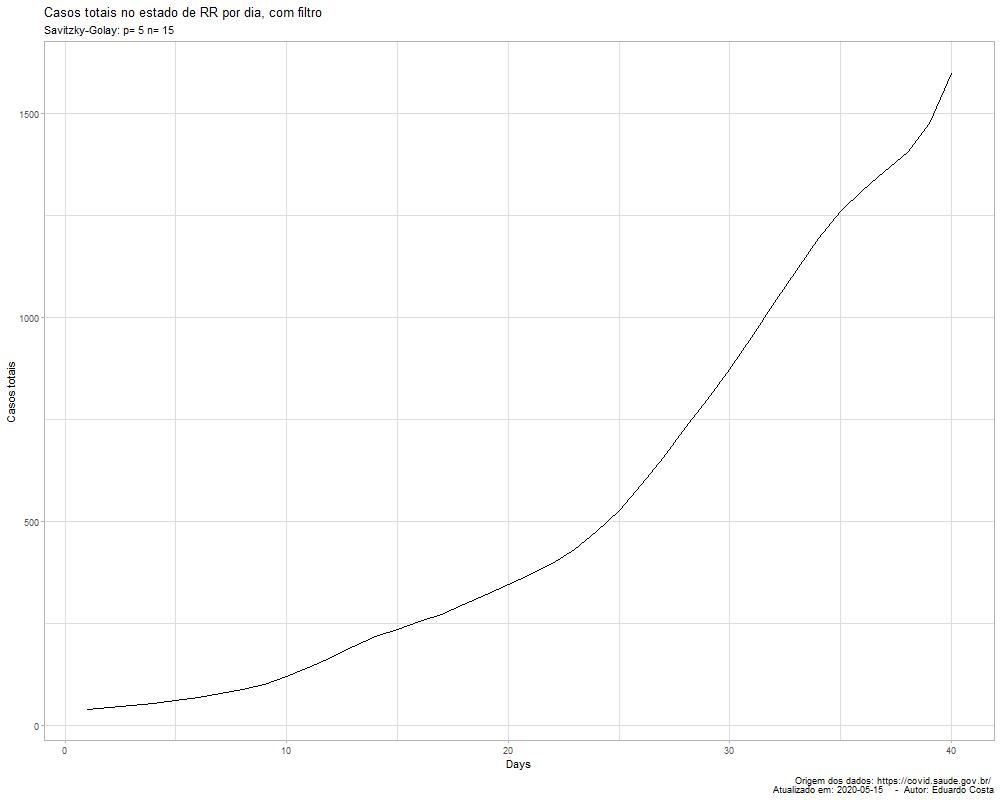 Casos totais no estado de RR por dia, com filtro
Savitzky-Golay: p= 5 n= 15
1500
1000
500
0
Casos totais
0 10 20 30 40
Days
Origem dos dados: https://covid.saude.gov.br/
Atualizado em: 2020-05-15 - Autor: Eduardo Costa